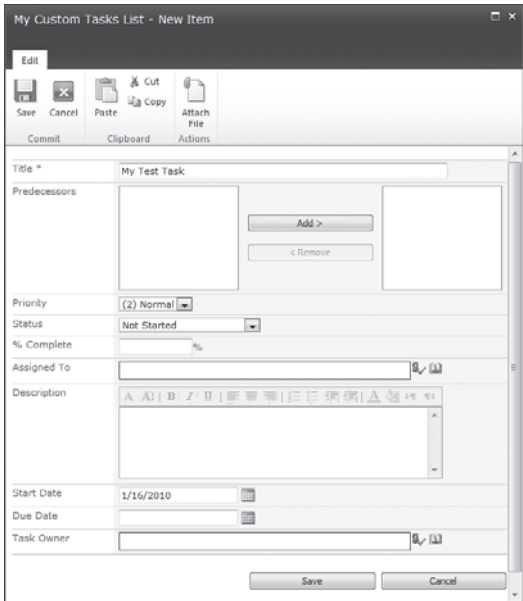 My Custom Tasks List - New Item
Edit
Save
Cancel
Paste
Cut
Copy
Attach
File
Commit
Clipboard
Actions
Title *
My Test Task
Predecessors
Add >
< Remove
Priority
(2) Normal
Status
Not Started
% Complete
%
Assigned To
Description
A AI B I U A
Start Date
1/16/2010
Due Date
Task Owner
Save
Cancel